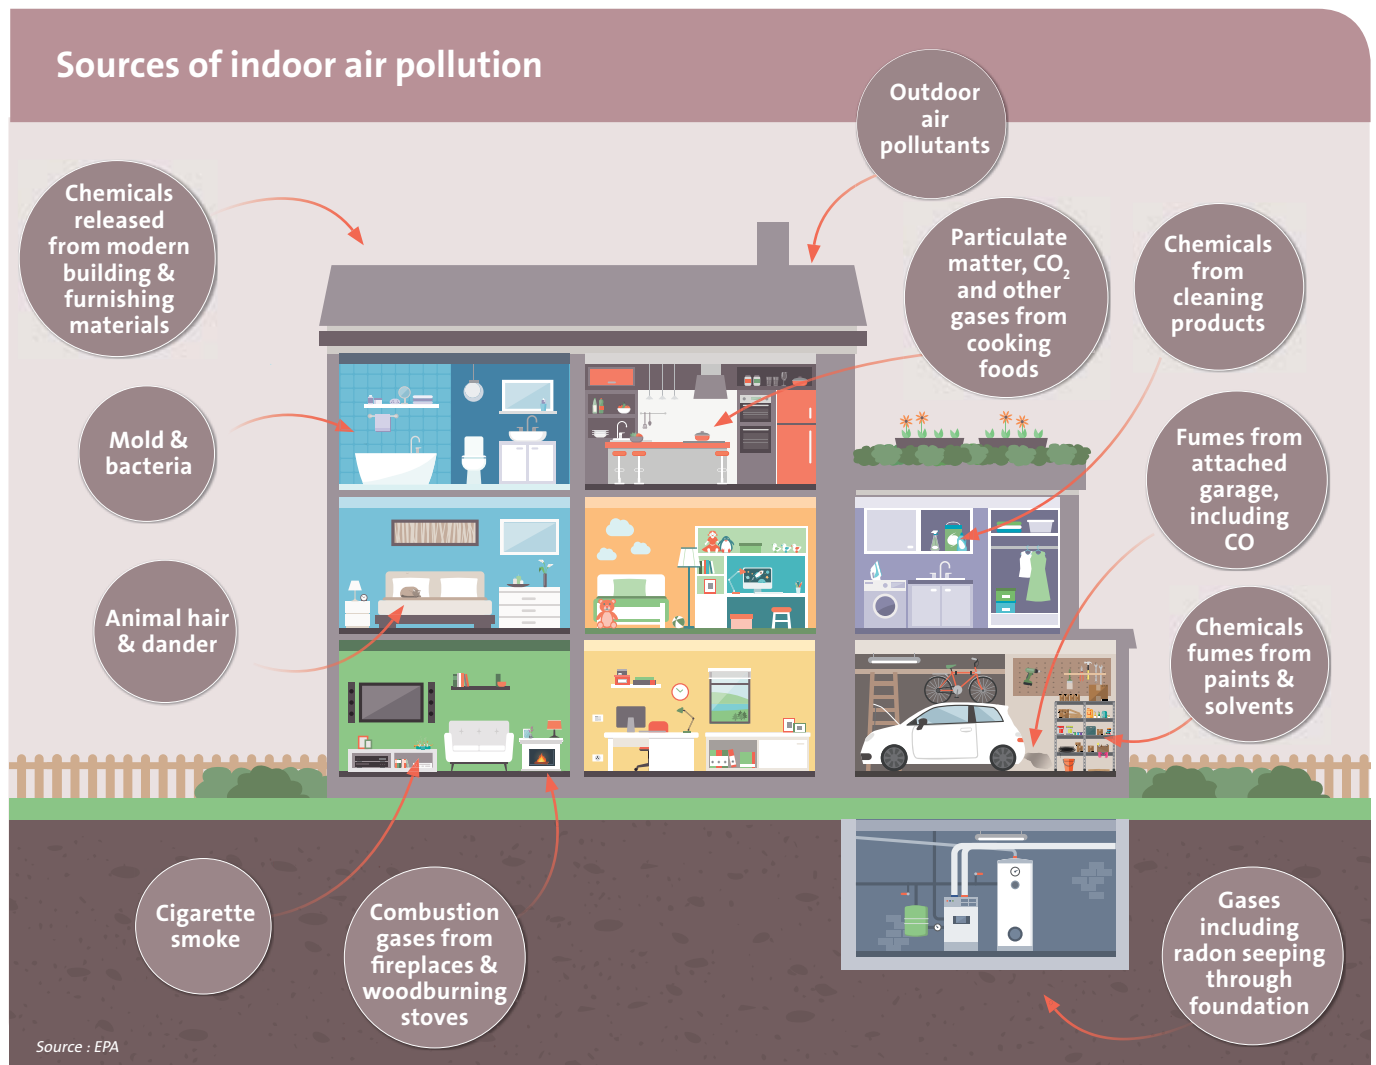 Sources of indoor air pollution
Outdoor
air
pollutants
Chemicals
released
from modern
building &
furnishing
materials
Particulate
matter, CO₂
and other
gases from
cooking
foods
Chemicals
from
cleaning
products
Mold &
bacteria
Fumes from
attached
garage,
including
CO
Animal hair
& dander
Chemicals
fumes from
paints &
solvents
Cigarette
smoke
Combustion
gases from
fireplaces &
woodburning
stoves
Gases
including
radon seeping
through
foundation
Source : EPA